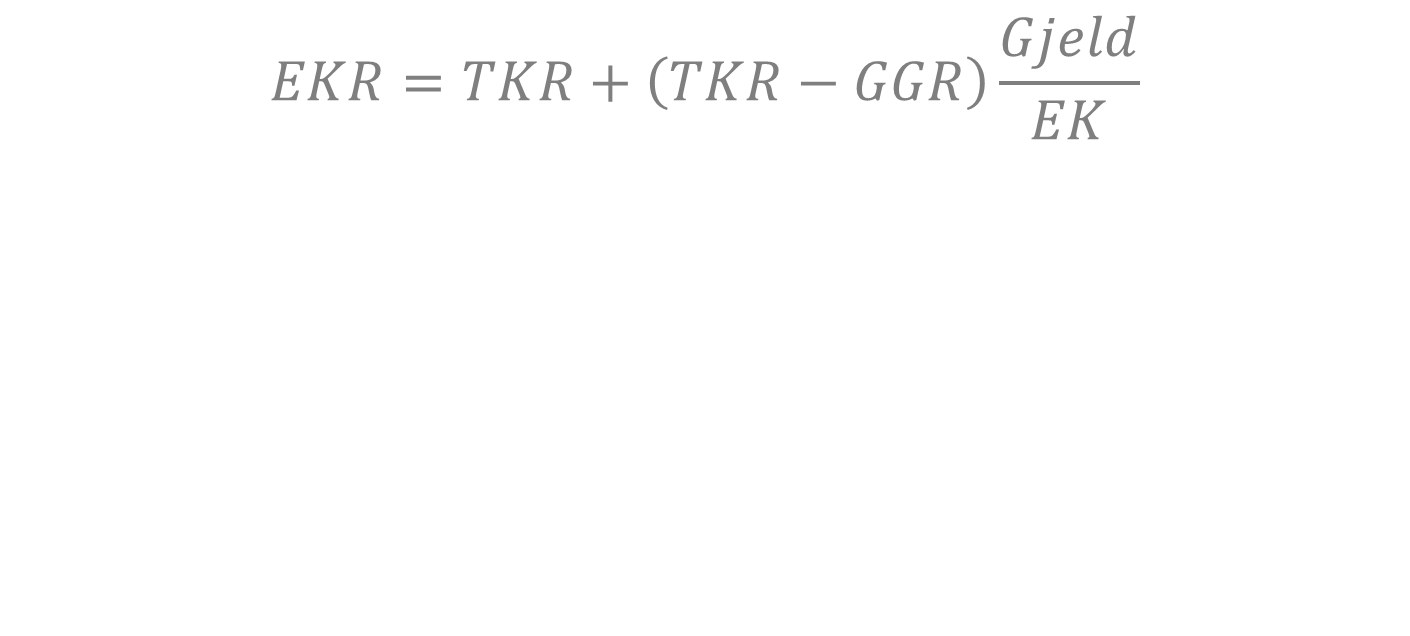 EKR = TKR + (TKR − GGR) Gjeld
EK